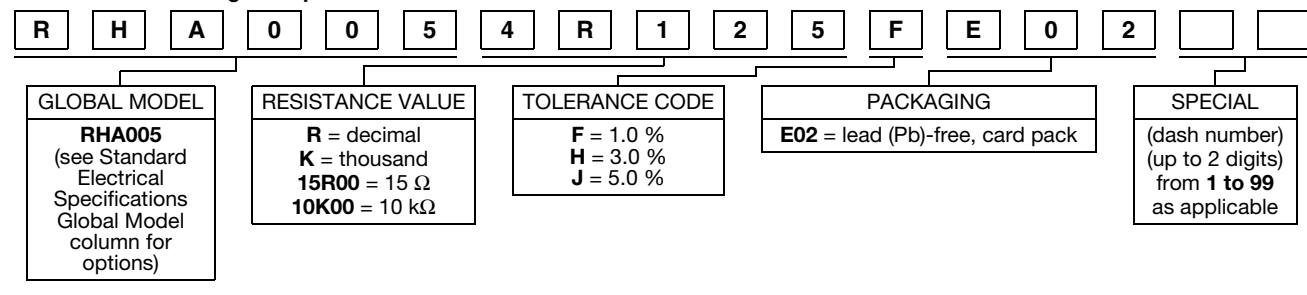 R H A 0 0 5 4 R 1 2 5 F E 0 2
GLOBAL MODEL
RHA005
(see Standard
Electrical
Specifications
Global Model
column for
options)
RESISTANCE VALUE
R = decimal
K = thousand
15R00 = 15 Ω
10K00 = 10 kΩ
TOLERANCE CODE
F = 1.0 %
H = 3.0 %
J = 5.0 %
PACKAGING
E02 = lead (Pb)-free, card pack
SPECIAL
(dash number)
(up to 2 digits)
from 1 to 99
as applicable